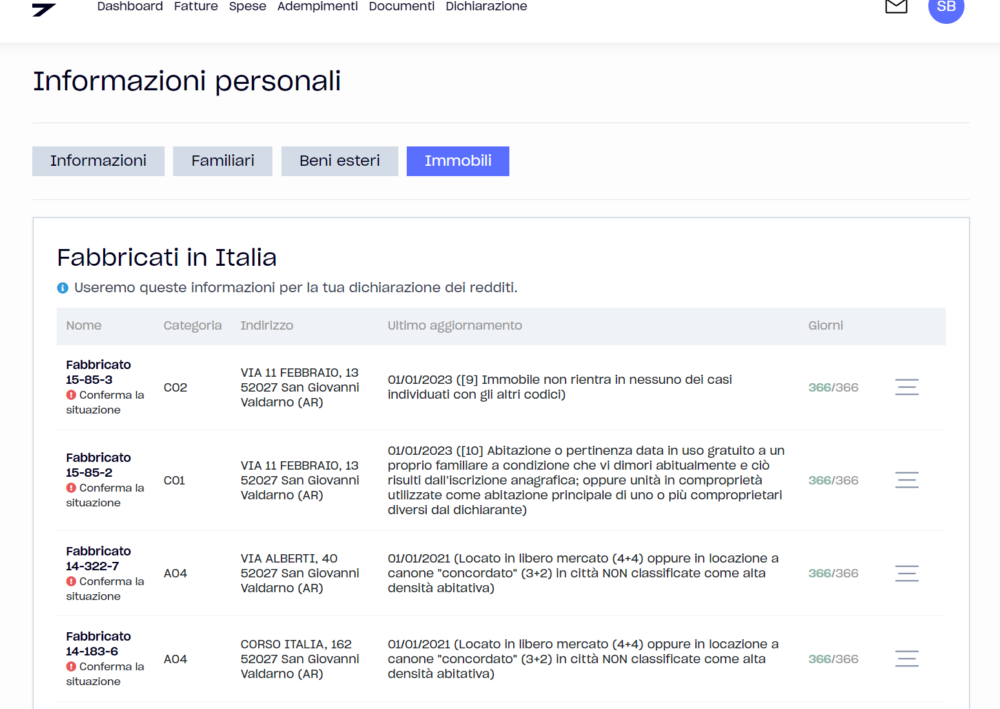 Dashboard Fatture Spese Adempimenti Documenti Dichiarazione
SB
Informazioni personali
Informazioni
Familiari
Beni esteri
Immobili
Fabbricati in Italia
Useremo queste informazioni per la tua dichiarazione dei redditi.
Nome Categoria Indirizzo Ultimo aggiornamento Giorni
Fabbricato
15-85-3
Conferma la
situazione
C02
VIA 11 FEBBRAIO, 13
52027 San Giovanni
Valdarno (AR)
01/01/2023 ([9] Immobile non rientra in nessuno dei casi
individuati con gli altri codici)
366/366
Fabbricato
15-85-2
Conferma la
situazione
C01
VIA 11 FEBBRAIO, 13
52027 San Giovanni
Valdarno (AR)
01/01/2023 ([10] Abitazione o pertinenza data in uso gratuito a un
proprio familiare a condizione che vi dimori abitualmente e ciò
risulti dall'iscrizione anagrafica; oppure unità in comproprietà
utilizzate come abitazione principale di uno o più comproprietari
diversi dal dichiarante)
366/366
Fabbricato
14-322-7
Conferma la
situazione
A04
VIA ALBERTI, 40
52027 San Giovanni
Valdarno (AR)
01/01/2021 (Locato in libero mercato (4+4) oppure in locazione a
canone "concordato" (3+2) in città NON classificate come alta
densità abitativa)
366/366
Fabbricato
14-183-6
Conferma la
situazione
A04
CORSO ITALIA, 162
52027 San Giovanni
Valdarno (AR)
01/01/2021 (Locato in libero mercato (4+4) oppure in locazione a
canone "concordato" (3+2) in città NON classificate come alta
densità abitativa)
366/366